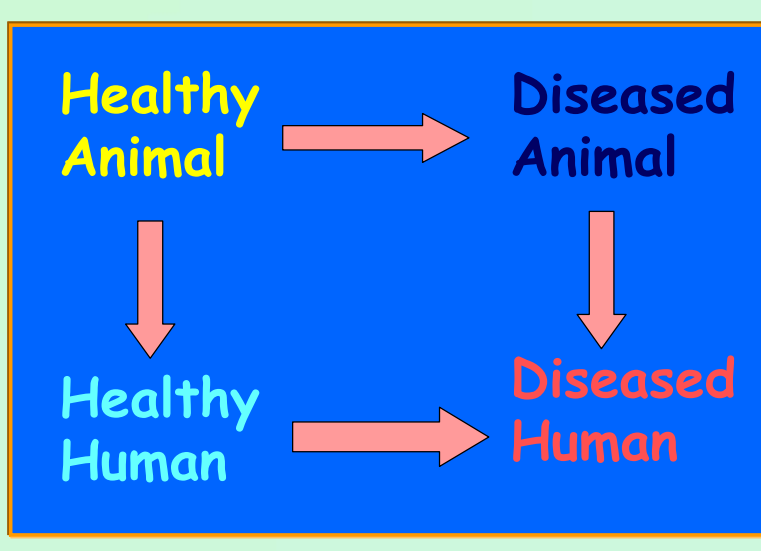 Healthy
Animal
Diseased
Animal
Healthy
Human
Diseased
Human